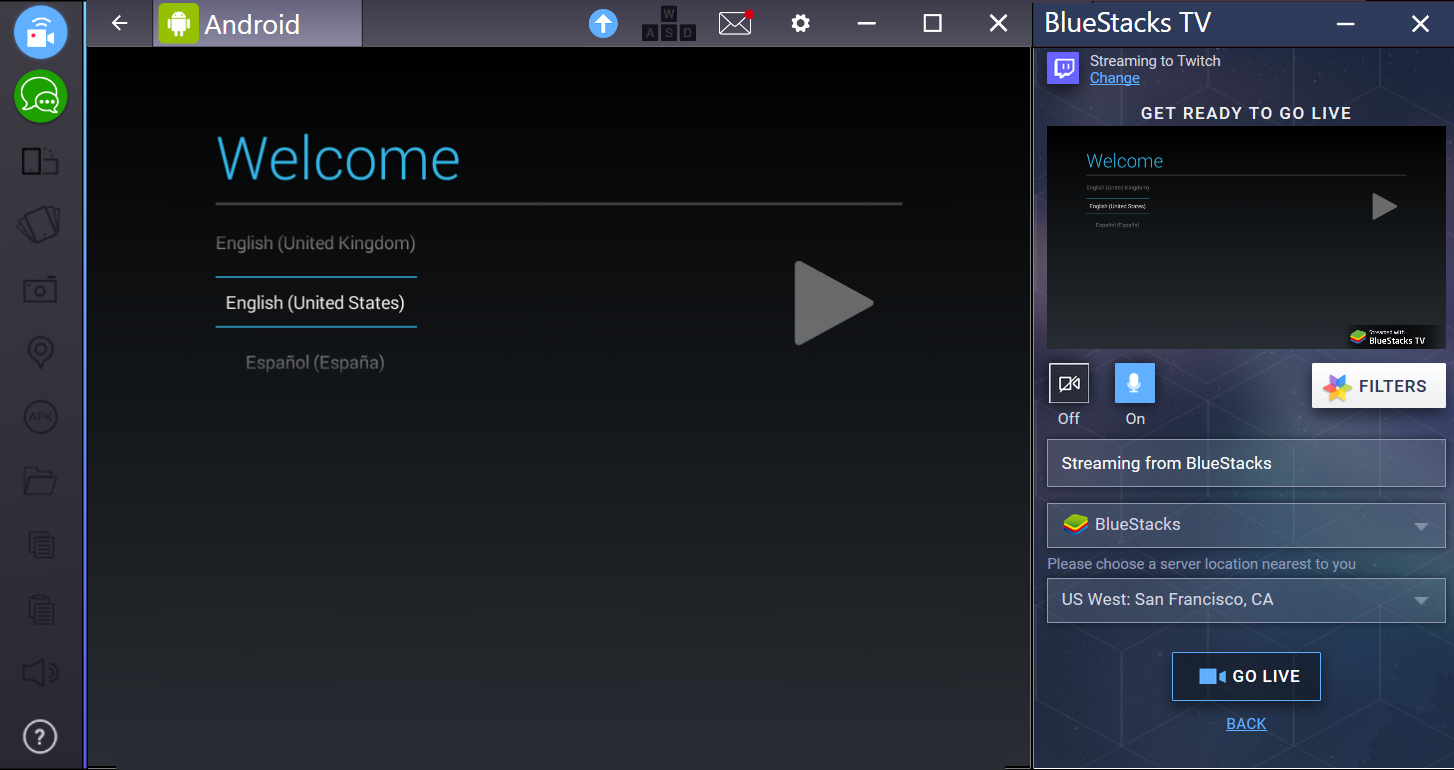 Android
W
A S D
BlueStacks TV
Streaming to Twitch
Change
GET READY TO GO LIVE
Welcome
English (United Kingdom)
English (United States)
Español (España)
Welcome
English (United Kingdom)
English (United States)
Español (España)
Streamed with
BlueStacks TV
Off
On
FILTERS
Streaming from BlueStacks
BlueStacks
Please choose a server location nearest to you
US West: San Francisco, CA
GO LIVE
BACK
APK
?